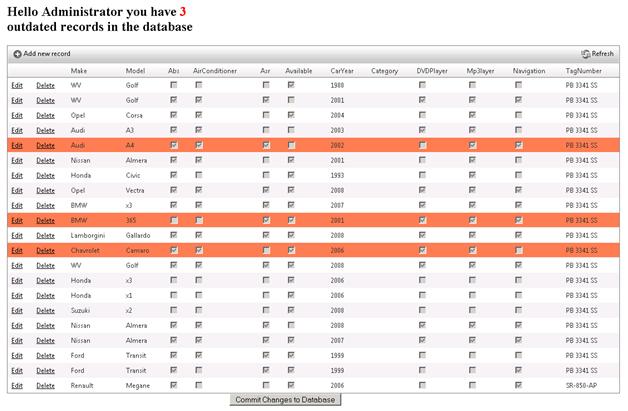 Hello Administrator you have 3
outdated records in the database
Add new record Refresh
Make Model Abs AirConditioner Asr Available CarYear Category DVDPlayer Mp3layer Navigation TagNumber
Edit Delete WV Golf 1980 PB 3341 SS
Edit Delete WV Golf 2001 PB 3341 SS
Edit Delete Opel Corsa 2004 PB 3341 SS
Edit Delete Audi A3 2003 PB 3341 SS
Edit Delete Audi A4 2002 PB 3341 SS
Edit Delete Nissan Almera 2001 PB 3341 SS
Edit Delete Honda Civic 1993 PB 3341 SS
Edit Delete Opel Vectra 2008 PB 3341 SS
Edit Delete BMW x3 2007 PB 3341 SS
Edit Delete BMW 365 2001 PB 3341 SS
Edit Delete Lamborgini Gallardo 2008 PB 3341 SS
Edit Delete Chavrolet Camaro 2006 PB 3341 SS
Edit Delete WV Golf 2008 PB 3341 SS
Edit Delete Honda x3 2006 PB 3341 SS
Edit Delete Honda x1 2006 PB 3341 SS
Edit Delete Suzuki x2 2008 PB 3341 SS
Edit Delete Nissan Almera 2008 PB 3341 SS
Edit Delete Nissan Almera 2007 PB 3341 SS
Edit Delete Ford Transit 1999 PB 3341 SS
Edit Delete Ford Transit 1999 PB 3341 SS
Edit Delete Renault Megane 2006 SR-850-AP
Commit Changes to Database